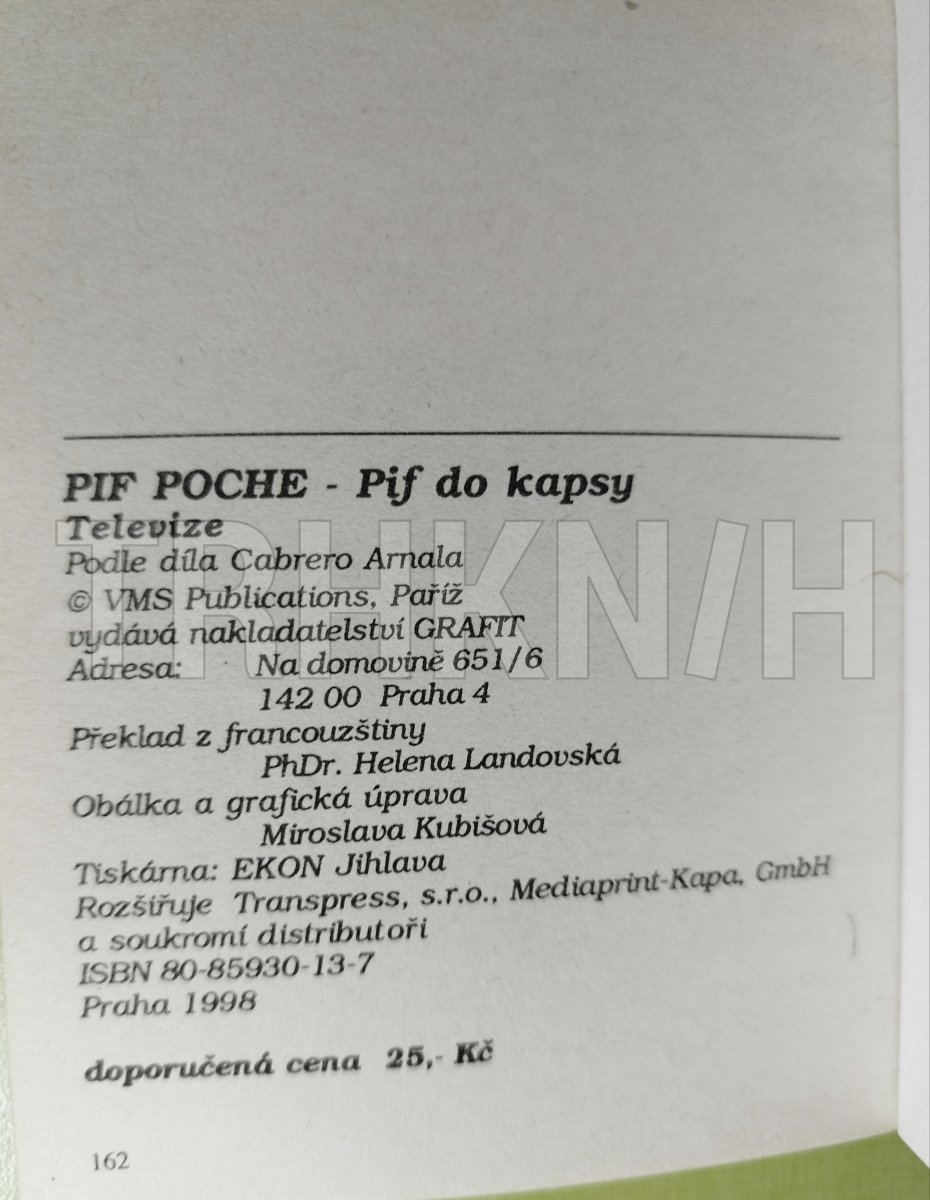 PIF POCHE - Pif do kapsy
Televize
Podle díla Cabrero Arnala
© VMS Publications, Paříž
vydává nakladatelství GRAFIT
Adresa: Na domovině 651/6
142 00 Praha 4
Překlad z francouzštiny
PhDr. Helena Landovská
Obálka a grafická úprava
Miroslava Kubišová
Tiskárna: EKON Jihlava
Rozšiřuje Transpress, s.r.o., Mediaprint-Kapa, GmbH
a soukromí distributoři
ISBN 80-85930-13-7
Praha 1998
doporučená cena 25,- Kč
162
TRHKN/H